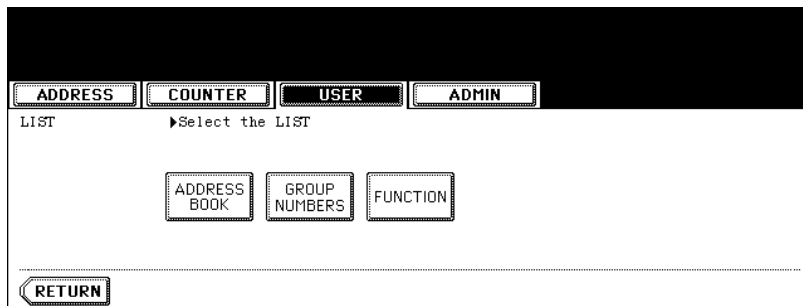 ADDRESS COUNTER USER ADMIN
LIST ▶Select the LIST
ADDRESS BOOK GROUP NUMBERS FUNCTION
RETURN